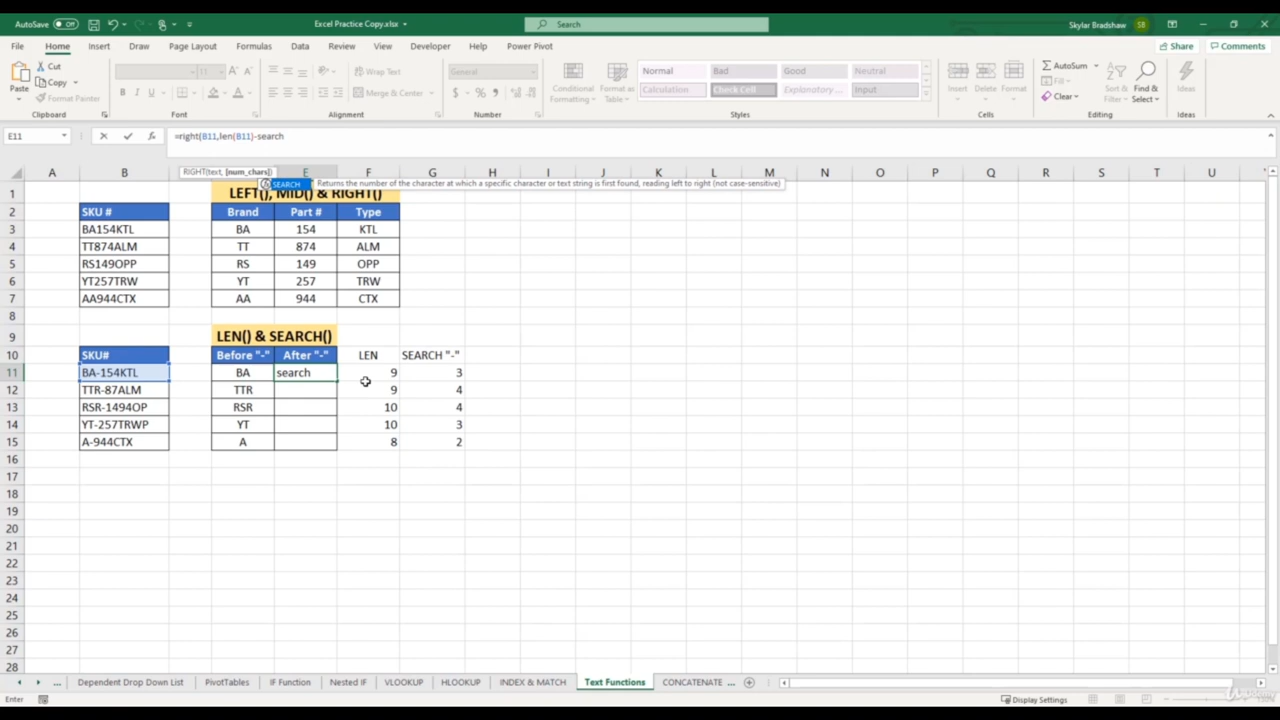 AutoSave Off Excel Practice Copy.xlsx Search Skylar Bradshaw SB
File Home Insert Draw Page Layout Formulas Data Review View Developer Help Power Pivot Share Comments
Paste Cut Copy Format Painter
General
Wrap Text
Merge & Center
Conditional Formatting Format as Table
Normal Bad Good Neutral
Calculation Check Cell Explanatory ... Input
Insert Delete Format
AutoSum Fill Clear
Sort & Filter Find & Select Ideas
Clipboard Font Alignment Number Styles Cells Editing Ideas
E11 fx =right(B11,len(B11)-search
RIGHT(text, [num_chars])
SEARCH Returns the number of the character at which a specific character or text string is first found, reading left to right (not case-sensitive)
A B E F G H I J K L M N O P Q R S T U
1 LEFT(), MID() & RIGHT()
2 SKU # Brand Part # Type
3 BA154KTL BA 154 KTL
4 TT874ALM TT 874 ALM
5 RS149OPP RS 149 OPP
6 YT257TRW YT 257 TRW
7 AA944CTX AA 944 CTX
8
9 LEN() & SEARCH()
10 SKU# Before "-" After "-" LEN SEARCH "-"
11 BA-154KTL BA search 9 3
12 TTR-87ALM TTR 9 4
13 RSR-1494OP RSR 10 4
14 YT-257TRWP YT 10 3
15 A-944CTX A 8 2
16
17
18
19
20
21
22
23
24
25
26
27
28
... Dependent Drop Down List PivotTables IF Function Nested IF VLOOKUP HLOOKUP INDEX & MATCH Text Functions CONCATENATE ...
Enter Display Settings